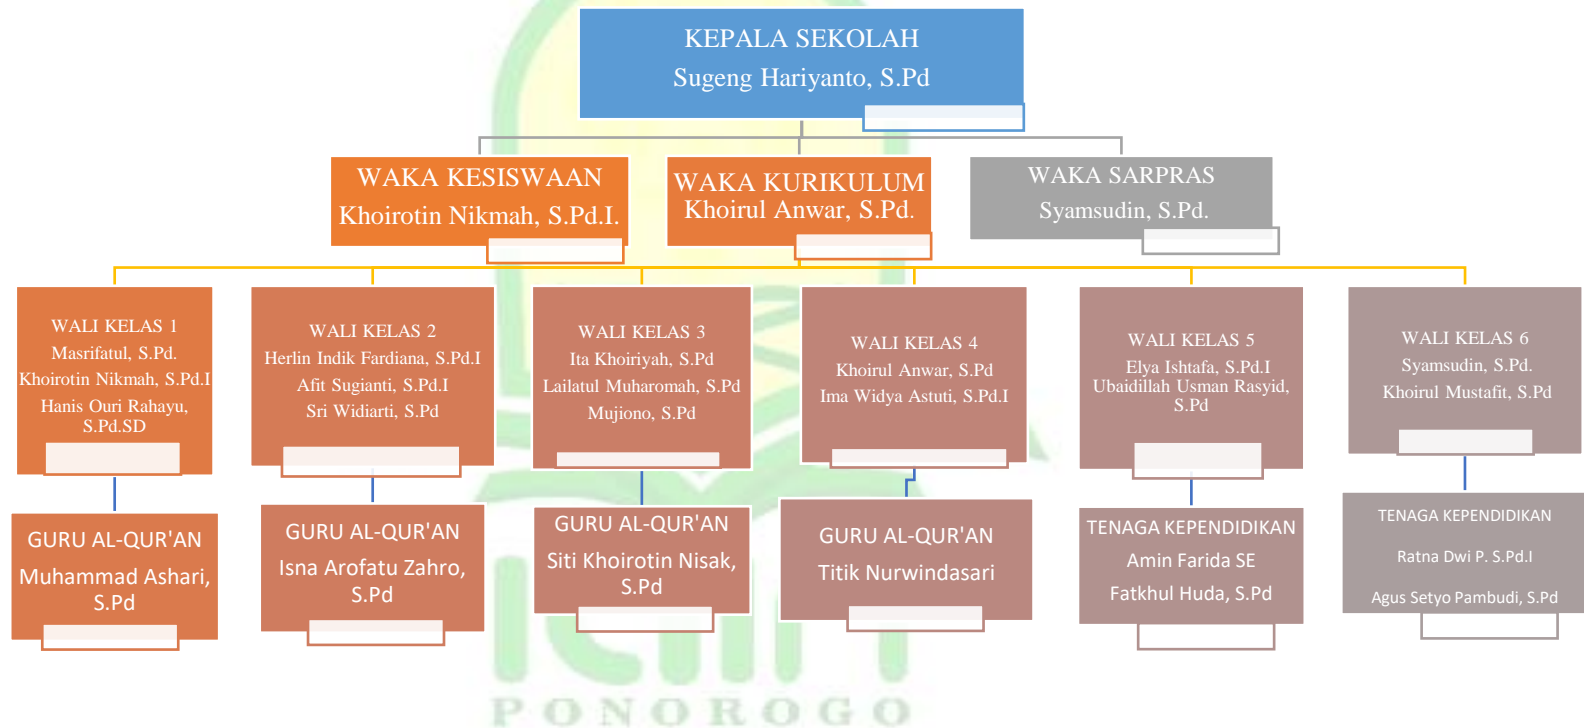 KEPALA SEKOLAH
Sugeng Hariyanto, S.Pd
WAKA KESISWAAN
Khoirotin Nikmah, S.Pd.I.
WAKA KURIKULUM
Khoirul Anwar, S.Pd.
WAKA SARPRAS
Syamsudin, S.Pd.
WALI KELAS 1
Masrifatul, S.Pd.
Khoirotin Nikmah, S.Pd.I
Hanis Ouri Rahayu,
S.Pd.SD
WALI KELAS 2
Herlin Indik Fardiana, S.Pd.I
Afit Sugianti, S.Pd.I
Sri Widiarti, S.Pd
WALI KELAS 3
Ita Khoiriyah, S.Pd
Lailatul Muharomah, S.Pd
Mujiono, S.Pd
WALI KELAS 4
Khoirul Anwar, S.Pd
Ima Widya Astuti, S.Pd.I
WALI KELAS 5
Elya Ishtafa, S.Pd.I
Ubaidillah Usman Rasyid,
S.Pd
WALI KELAS 6
Syamsudin, S.Pd.
Khoirul Mustafit, S.Pd
GURU AL-QUR'AN
Muhammad Ashari,
S.Pd
GURU AL-QUR'AN
Isna Arofatu Zahro,
S.Pd
GURU AL-QUR'AN
Siti Khoirotin Nisak,
S.Pd
GURU AL-QUR'AN
Titik Nurwindasari
TENAGA KEPENDIDIKAN
Amin Farida SE
Fatkhul Huda, S.Pd
TENAGA KEPENDIDIKAN
Ratna Dwi P. S.Pd.I
Agus Setyo Pambudi, S.Pd
PONOROGO